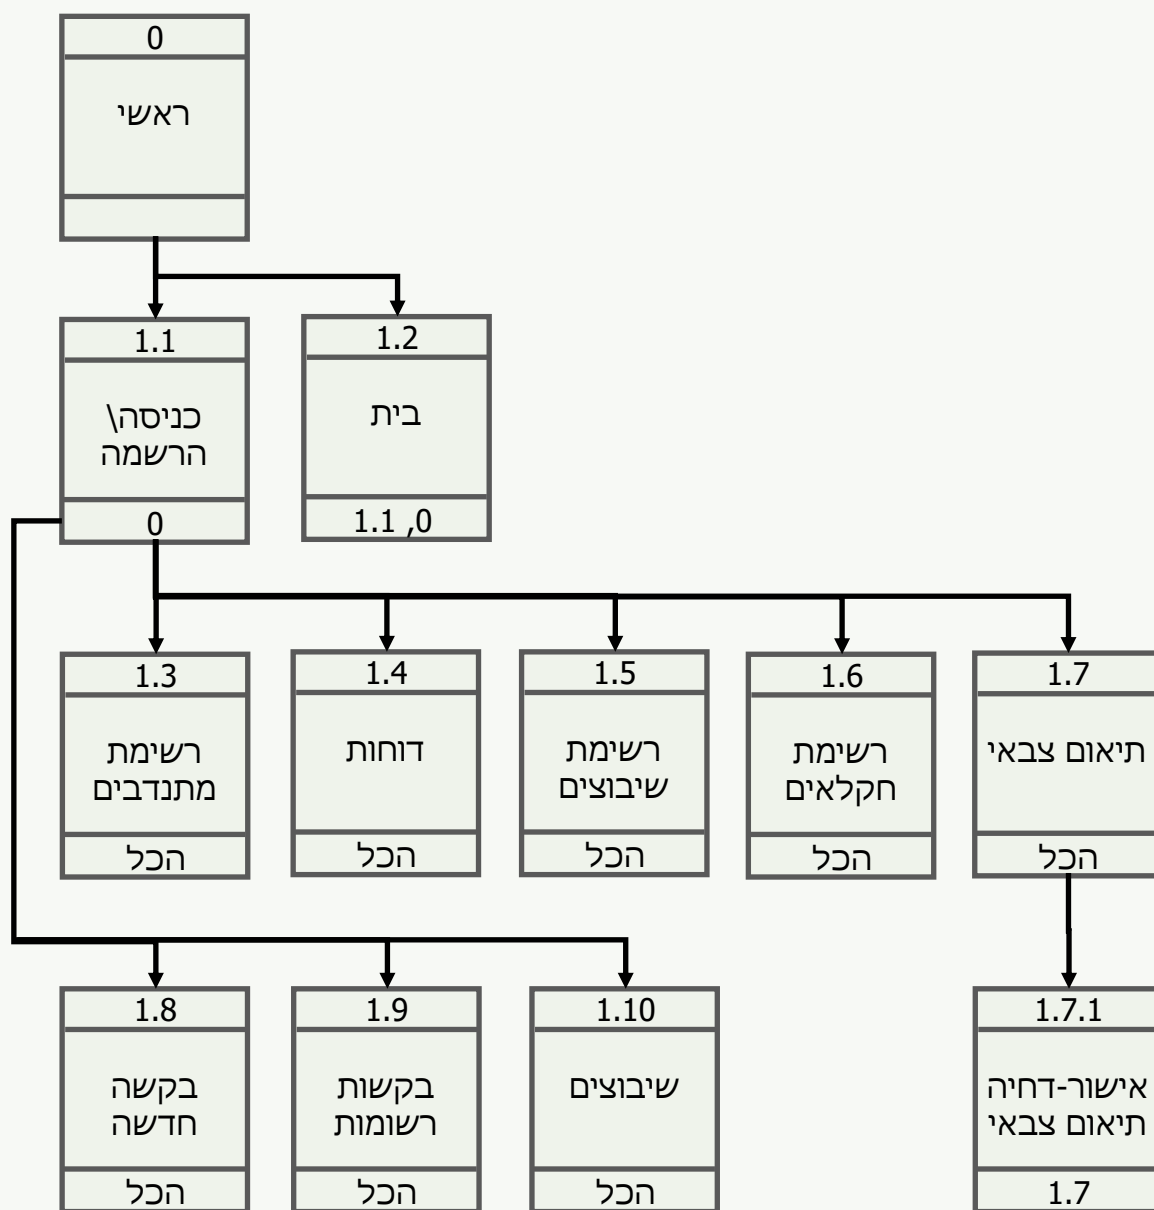 0
ראשי
1.1
כניסה\
הרשמה
0
1.2
בית
1.1 ,0
1.3
רשימת
מתנדבים
הכל
1.4
דוחות
הכל
1.5
רשימת
שיבוצים
הכל
1.6
רשימת
חקלאים
הכל
1.7
תיאום צבאי
הכל
1.8
בקשה
חדשה
הכל
1.9
בקשות
רשומות
הכל
1.10
שיבוצים
הכל
1.7.1
אישור-דחיה
תיאום צבאי
1.7